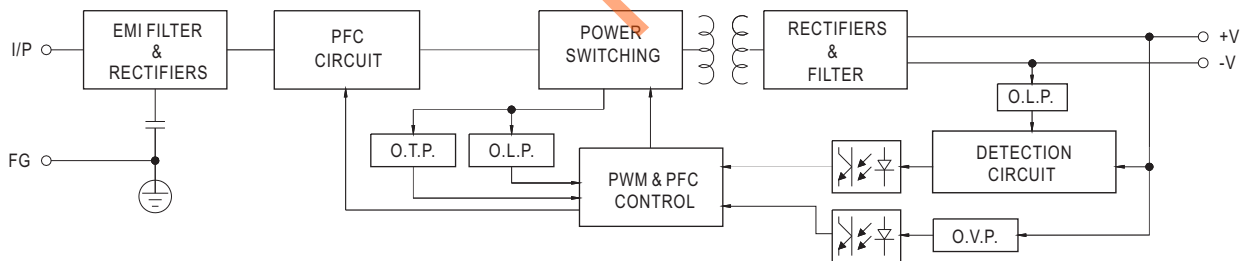 I/P
EMI FILTER
&
RECTIFIERS
PFC
CIRCUIT
POWER
SWITCHING
RECTIFIERS
&
FILTER
+V
-V
O.L.P.
FG
O.T.P.
O.L.P.
PWM & PFC
CONTROL
DETECTION
CIRCUIT
O.V.P.